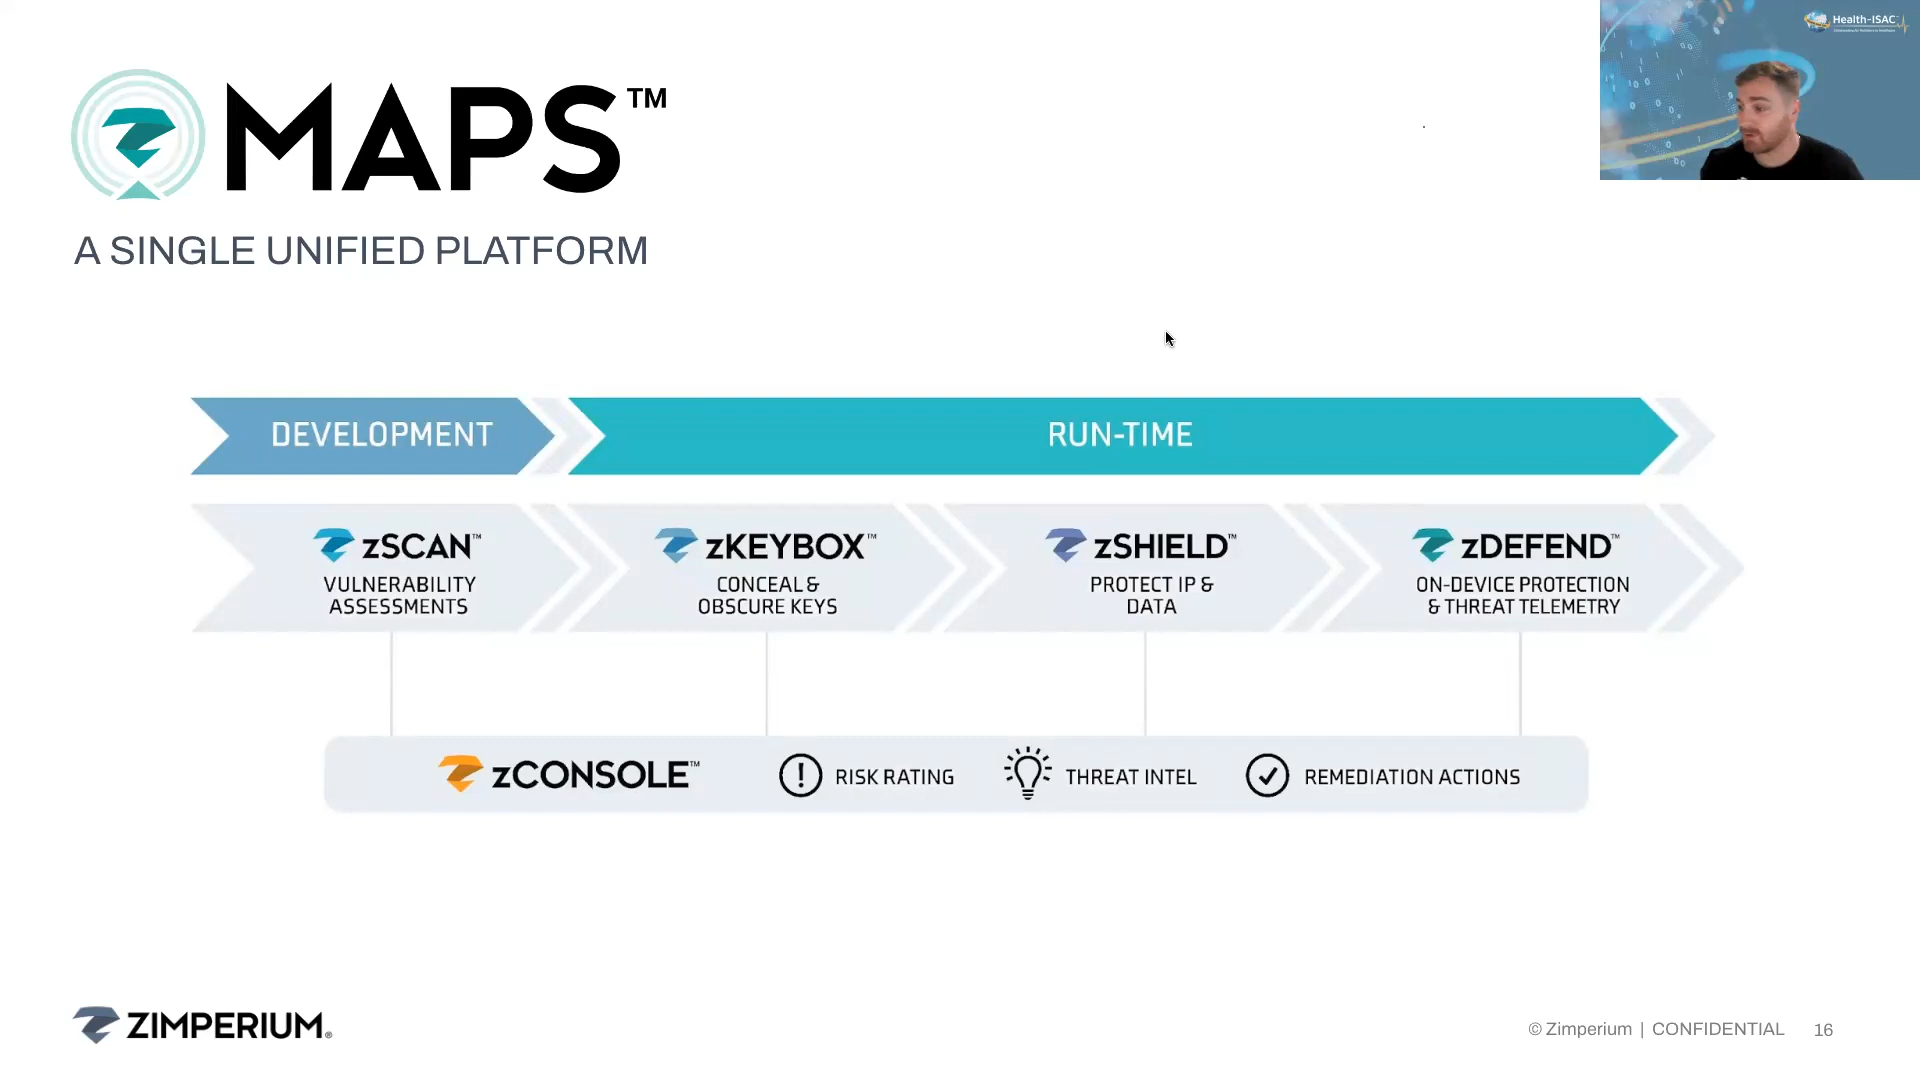 Health-ISAC
MAPS™
A SINGLE UNIFIED PLATFORM
DEVELOPMENT
RUN-TIME
zSCAN™
VULNERABILITY
ASSESSMENTS
zKEYBOX™
CONCEAL &
OBSCURE KEYS
zSHIELD™
PROTECT IP &
DATA
zDEFEND™
ON-DEVICE PROTECTION
& THREAT TELEMETRY
zCONSOLE™
RISK RATING
THREAT INTEL
REMEDIATION ACTIONS
ZIMPERIUM®
© Zimperium | CONFIDENTIAL 16